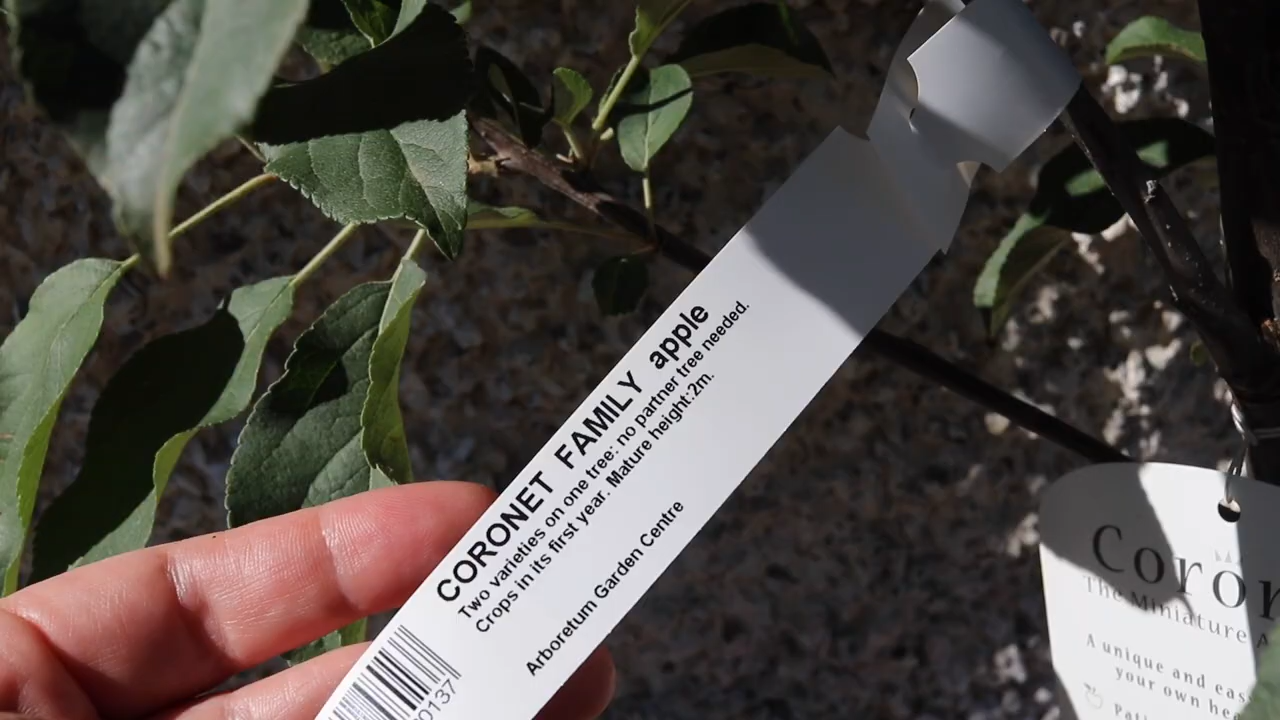 CORONET FAMILY apple
Two varieties on one tree: no partner tree needed.
Crops in its first year. Mature height:2m.
Arboretum Garden Centre
0137
Coron
The Miniature A
A unique and eas
your own he